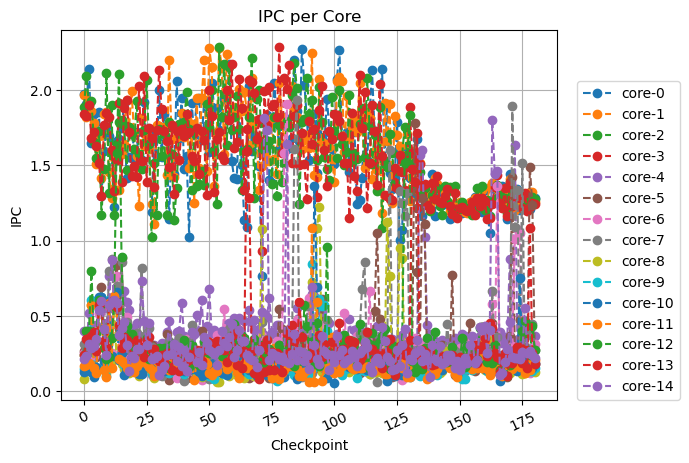 IPC per Core
IPC
2.0
1.5
1.0
0.5
0.0
0
25
50
75
100
125
150
175
Checkpoint
core-0
core-1
core-2
core-3
core-4
core-5
core-6
core-7
core-8
core-9
core-10
core-11
core-12
core-13
core-14